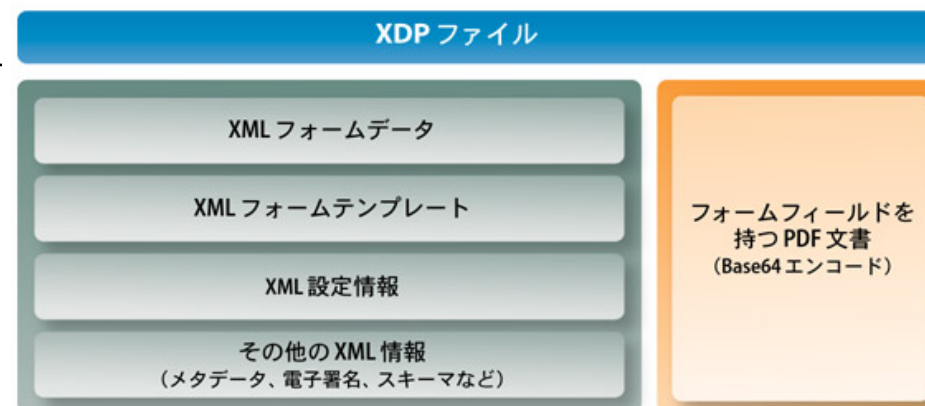 XDP ファイル
XML フォームデータ
XML フォームテンプレート
XML 設定情報
その他の XML 情報
（メタデータ、電子署名、スキーマなど）
フォームフィールドを
持つ PDF 文書
（Base64 エンコード）